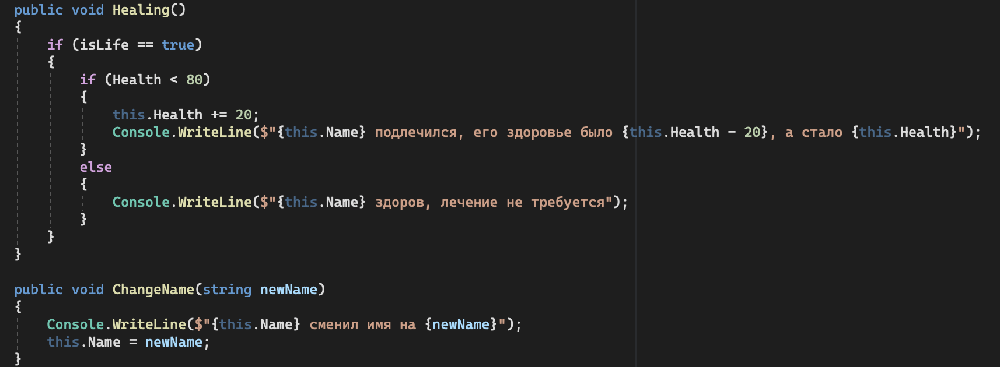 public void Healing()
{
    if (isLife == true)
    {
        if (Health < 80)
        {
            this.Health += 20;
            Console.WriteLine($"{this.Name} подлечился, его здоровье было {this.Health - 20}, а стало {this.Health}");
        }
        else
        {
            Console.WriteLine($"{this.Name} здоров, лечение не требуется");
        }
    }
}

public void ChangeName(string newName)
{
    Console.WriteLine($"{this.Name} сменил имя на {newName}");
    this.Name = newName;
}